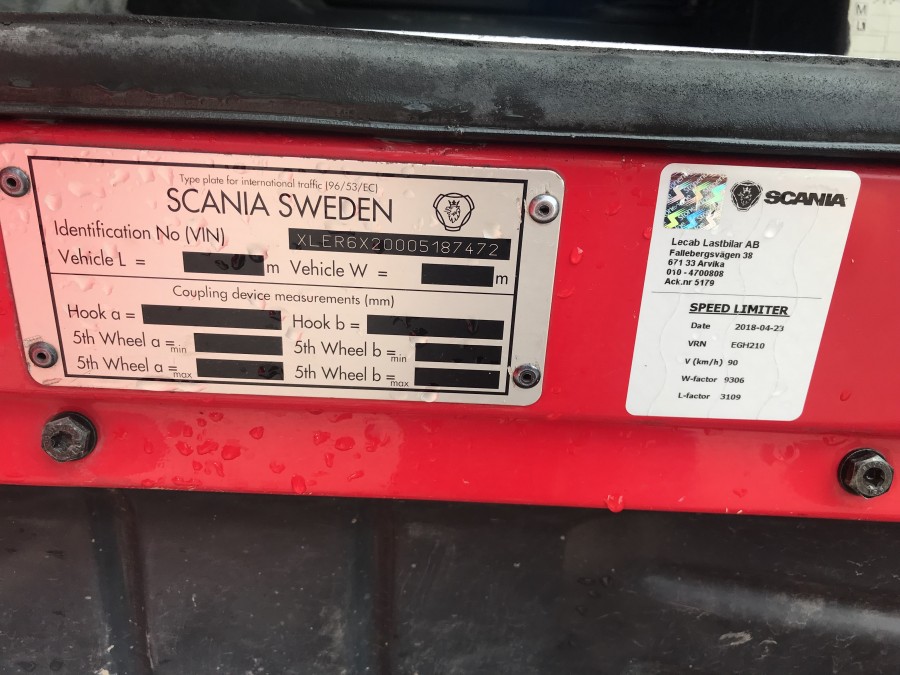 M
Type plate for international traffic (96/53/EC)
SCANIA SWEDEN
Identification No (VIN) XLER6X20005187472
Vehicle L = m Vehicle W = m
Coupling device measurements (mm)
Hook a = Hook b =
5th Wheel a =min 5th Wheel b =min
5th Wheel a =max 5th Wheel b =max
SCANIA
Lecab Lastbilar AB
Fallebergsvägen 38
671 33 Arvika
010 - 4700808
Ack.nr 5179
SPEED LIMITER
Date 2018-04-23
VRN EGH210
V (km/h) 90
W-factor 9306
L-factor 3109